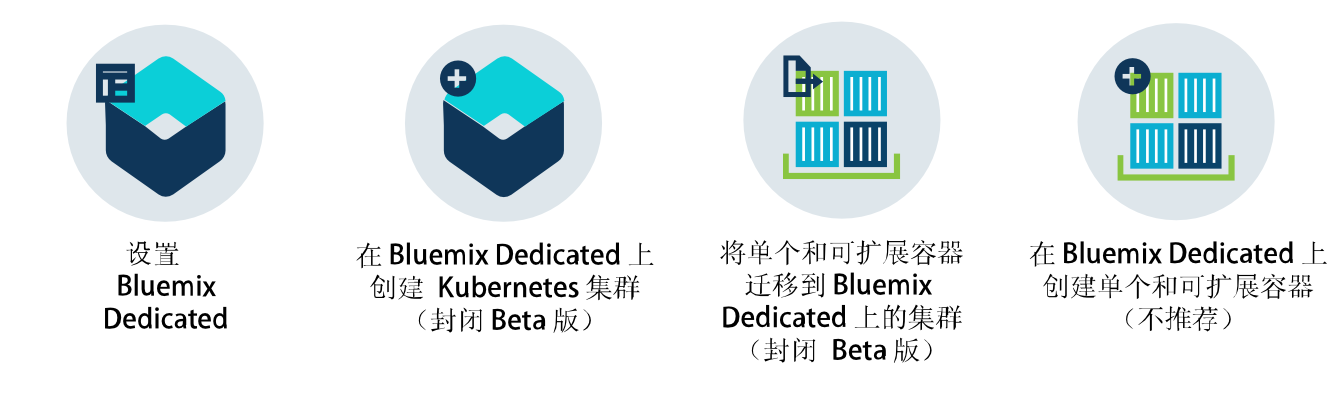 设置
Bluemix
Dedicated
在 Bluemix Dedicated 上
创建 Kubernetes 集群
（封闭 Beta 版）
将单个和可扩展容器
迁移到 Bluemix
Dedicated 上的集群
（封闭 Beta 版）
在 Bluemix Dedicated 上
创建单个和可扩展容器
（不推荐）